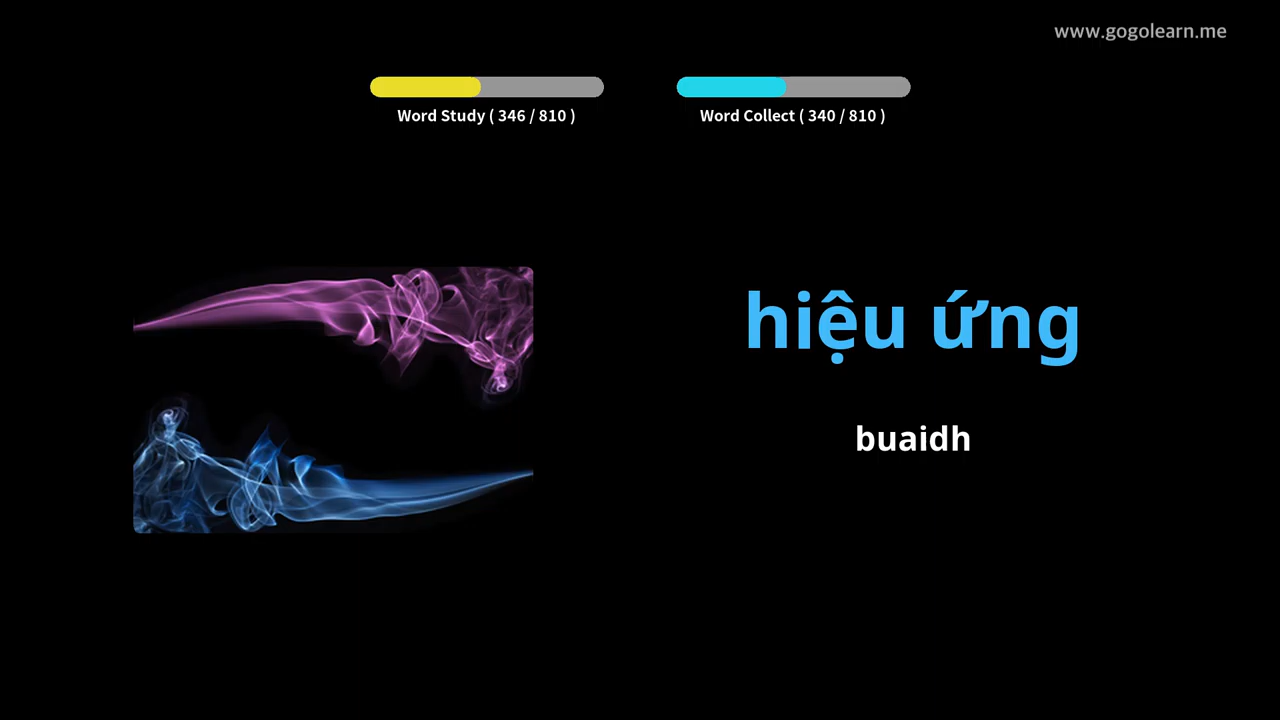 www.gogolearn.me
Word Study ( 346 / 810 )
Word Collect ( 340 / 810 )
hiệu ứng
buaidh